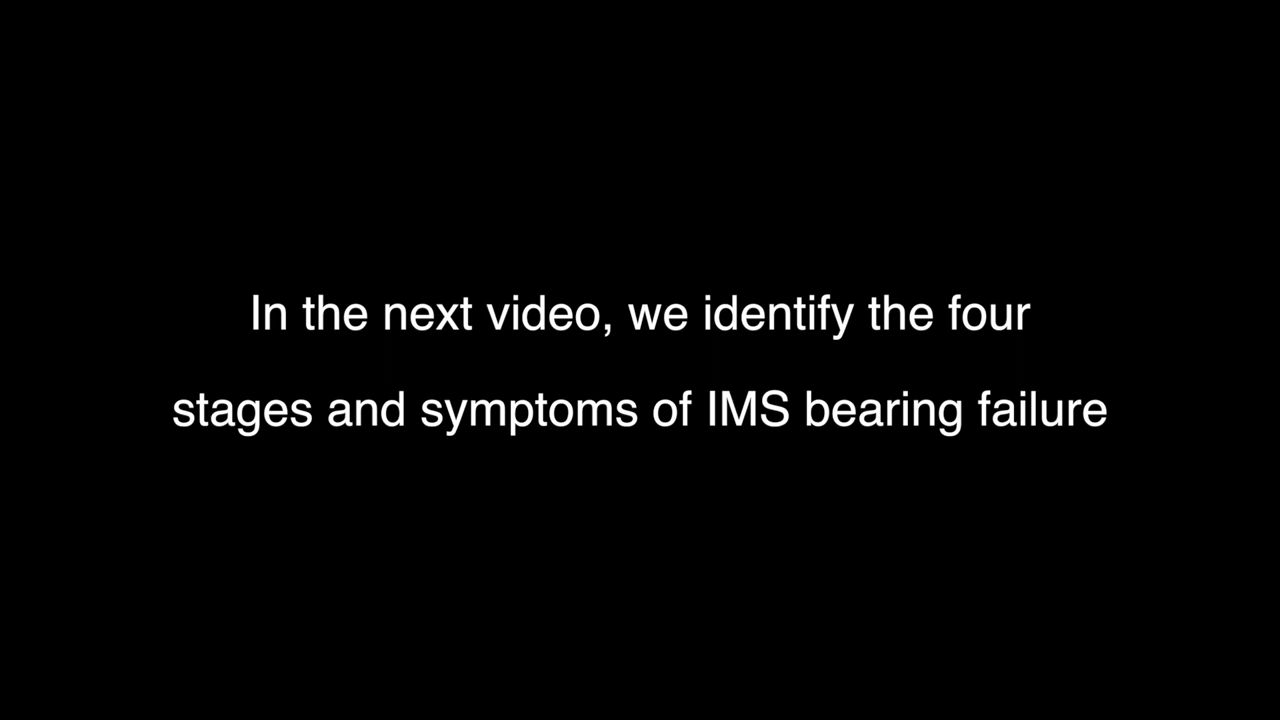 In the next video, we identify the four
stages and symptoms of IMS bearing failure